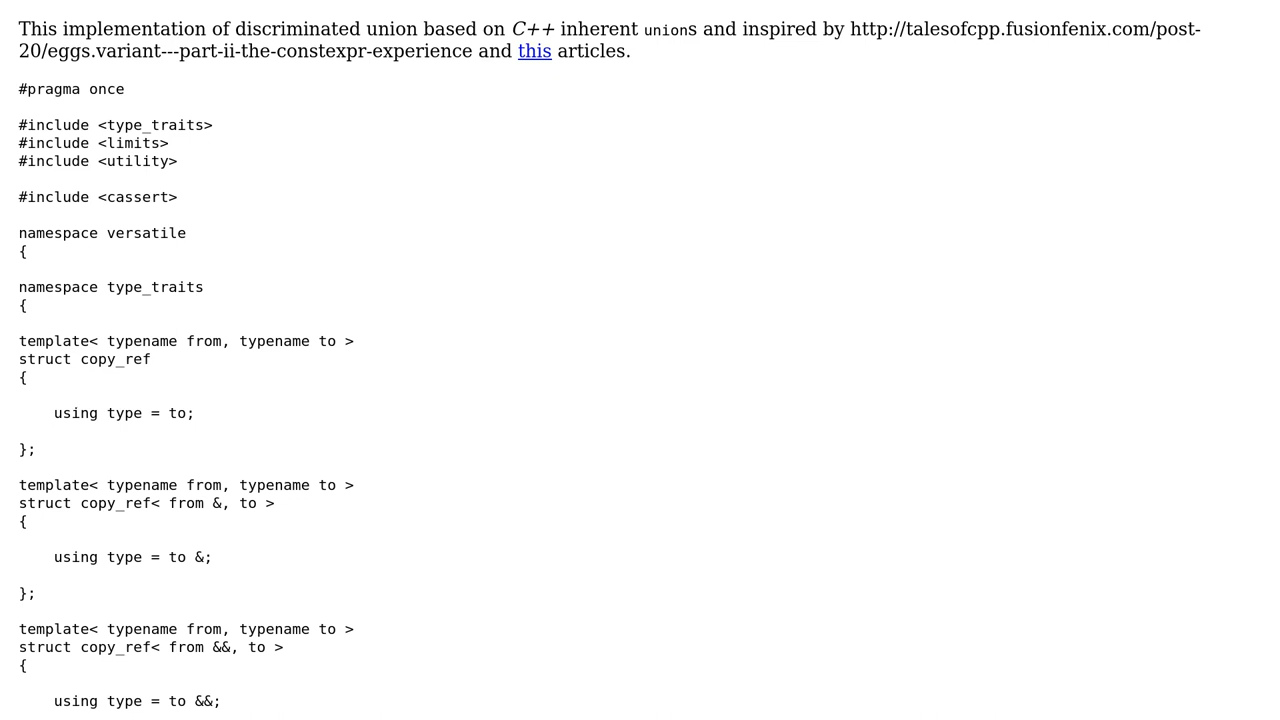 This implementation of discriminated union based on C++ inherent unions and inspired by http://talesofcpp.fusionfenix.com/post-
20/eggs.variant---part-ii-the-constexpr-experience and this articles.
#pragma once
#include <type_traits>
#include <limits>
#include <utility>
#include <cassert>
namespace versatile
{
namespace type_traits
{
template< typename from, typename to >
struct copy_ref
{
    using type = to;
};
template< typename from, typename to >
struct copy_ref< from &, to >
{
    using type = to &;
};
template< typename from, typename to >
struct copy_ref< from &&, to >
{
    using type = to &&;